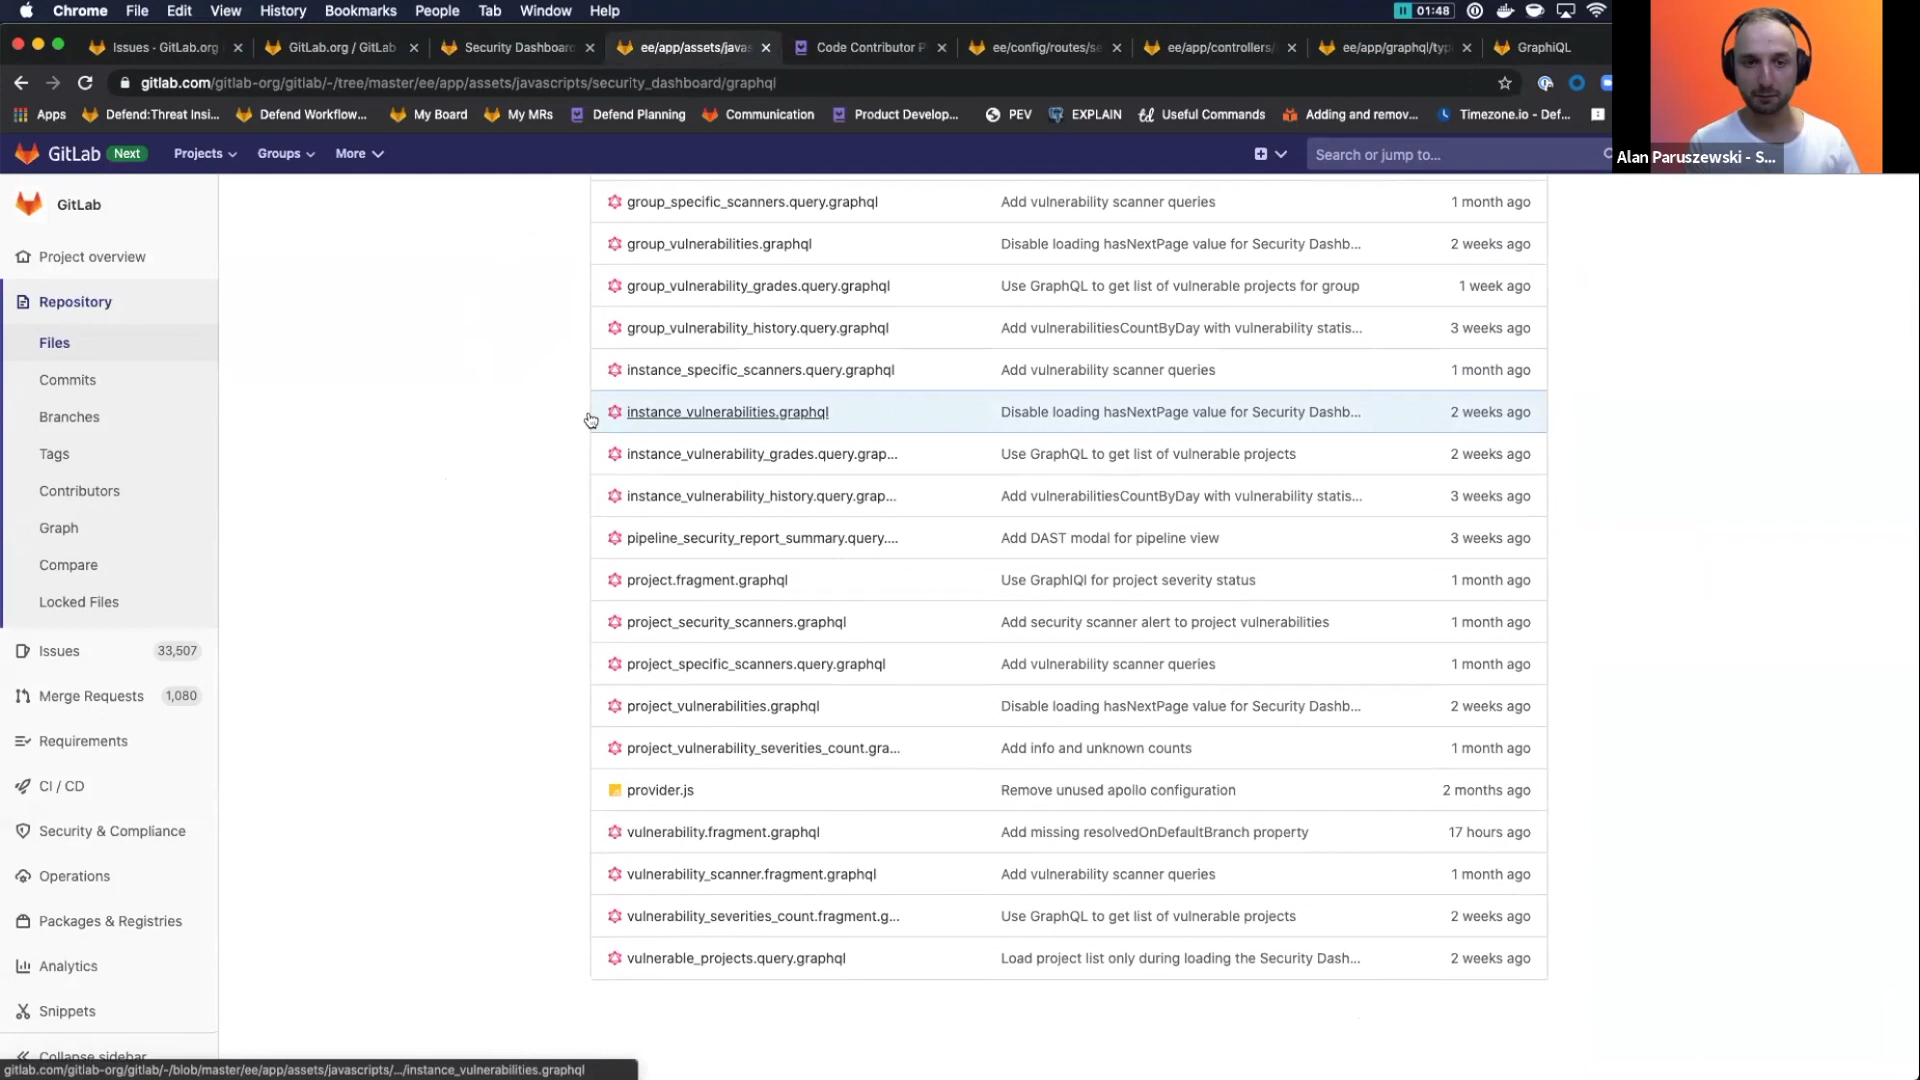 Chrome File Edit View History Bookmarks People Tab Window Help 01:48
Issues · GitLab.org GitLab.org / GitLab Security Dashboard ee/app/assets/javas Code Contributor P ee/config/routes/se ee/app/controllers/ ee/app/graphql/typ GraphiQL
gitlab.com/gitlab-org/gitlab/-/tree/master/ee/app/assets/javascripts/security_dashboard/graphql
Apps Defend:Threat Insi... Defend Workflow... My Board My MRs Defend Planning Communication Product Develop... PEV EXPLAIN Useful Commands Adding and remov... Timezone.io - Def...
GitLab Next Projects Groups More Search or jump to...
Alan Paruszewski - S...
GitLab
Project overview
Repository
Files
Commits
Branches
Tags
Contributors
Graph
Compare
Locked Files
Issues 33,507
Merge Requests 1,080
Requirements
CI / CD
Security & Compliance
Operations
Packages & Registries
Analytics
Snippets
Collapse sidebar
group_specific_scanners.query.graphql Add vulnerability scanner queries 1 month ago
group_vulnerabilities.graphql Disable loading hasNextPage value for Security Dashb... 2 weeks ago
group_vulnerability_grades.query.graphql Use GraphQL to get list of vulnerable projects for group 1 week ago
group_vulnerability_history.query.graphql Add vulnerabilitiesCountByDay with vulnerability statis... 3 weeks ago
instance_specific_scanners.query.graphql Add vulnerability scanner queries 1 month ago
instance_vulnerabilities.graphql Disable loading hasNextPage value for Security Dashb... 2 weeks ago
instance_vulnerability_grades.query.grap... Use GraphQL to get list of vulnerable projects 2 weeks ago
instance_vulnerability_history.query.grap... Add vulnerabilitiesCountByDay with vulnerability statis... 3 weeks ago
pipeline_security_report_summary.query.... Add DAST modal for pipeline view 3 weeks ago
project.fragment.graphql Use GraphlQl for project severity status 1 month ago
project_security_scanners.graphql Add security scanner alert to project vulnerabilities 1 month ago
project_specific_scanners.query.graphql Add vulnerability scanner queries 1 month ago
project_vulnerabilities.graphql Disable loading hasNextPage value for Security Dashb... 2 weeks ago
project_vulnerability_severities_count.gra... Add info and unknown counts 1 month ago
provider.js Remove unused apollo configuration 2 months ago
vulnerability.fragment.graphql Add missing resolvedOnDefaultBranch property 17 hours ago
vulnerability_scanner.fragment.graphql Add vulnerability scanner queries 1 month ago
vulnerability_severities_count.fragment.g... Use GraphQL to get list of vulnerable projects 2 weeks ago
vulnerable_projects.query.graphql Load project list only during loading the Security Dash... 2 weeks ago
gitlab.com/gitlab-org/gitlab/-/blob/master/ee/app/assets/javascripts/.../instance_vulnerabilities.graphql